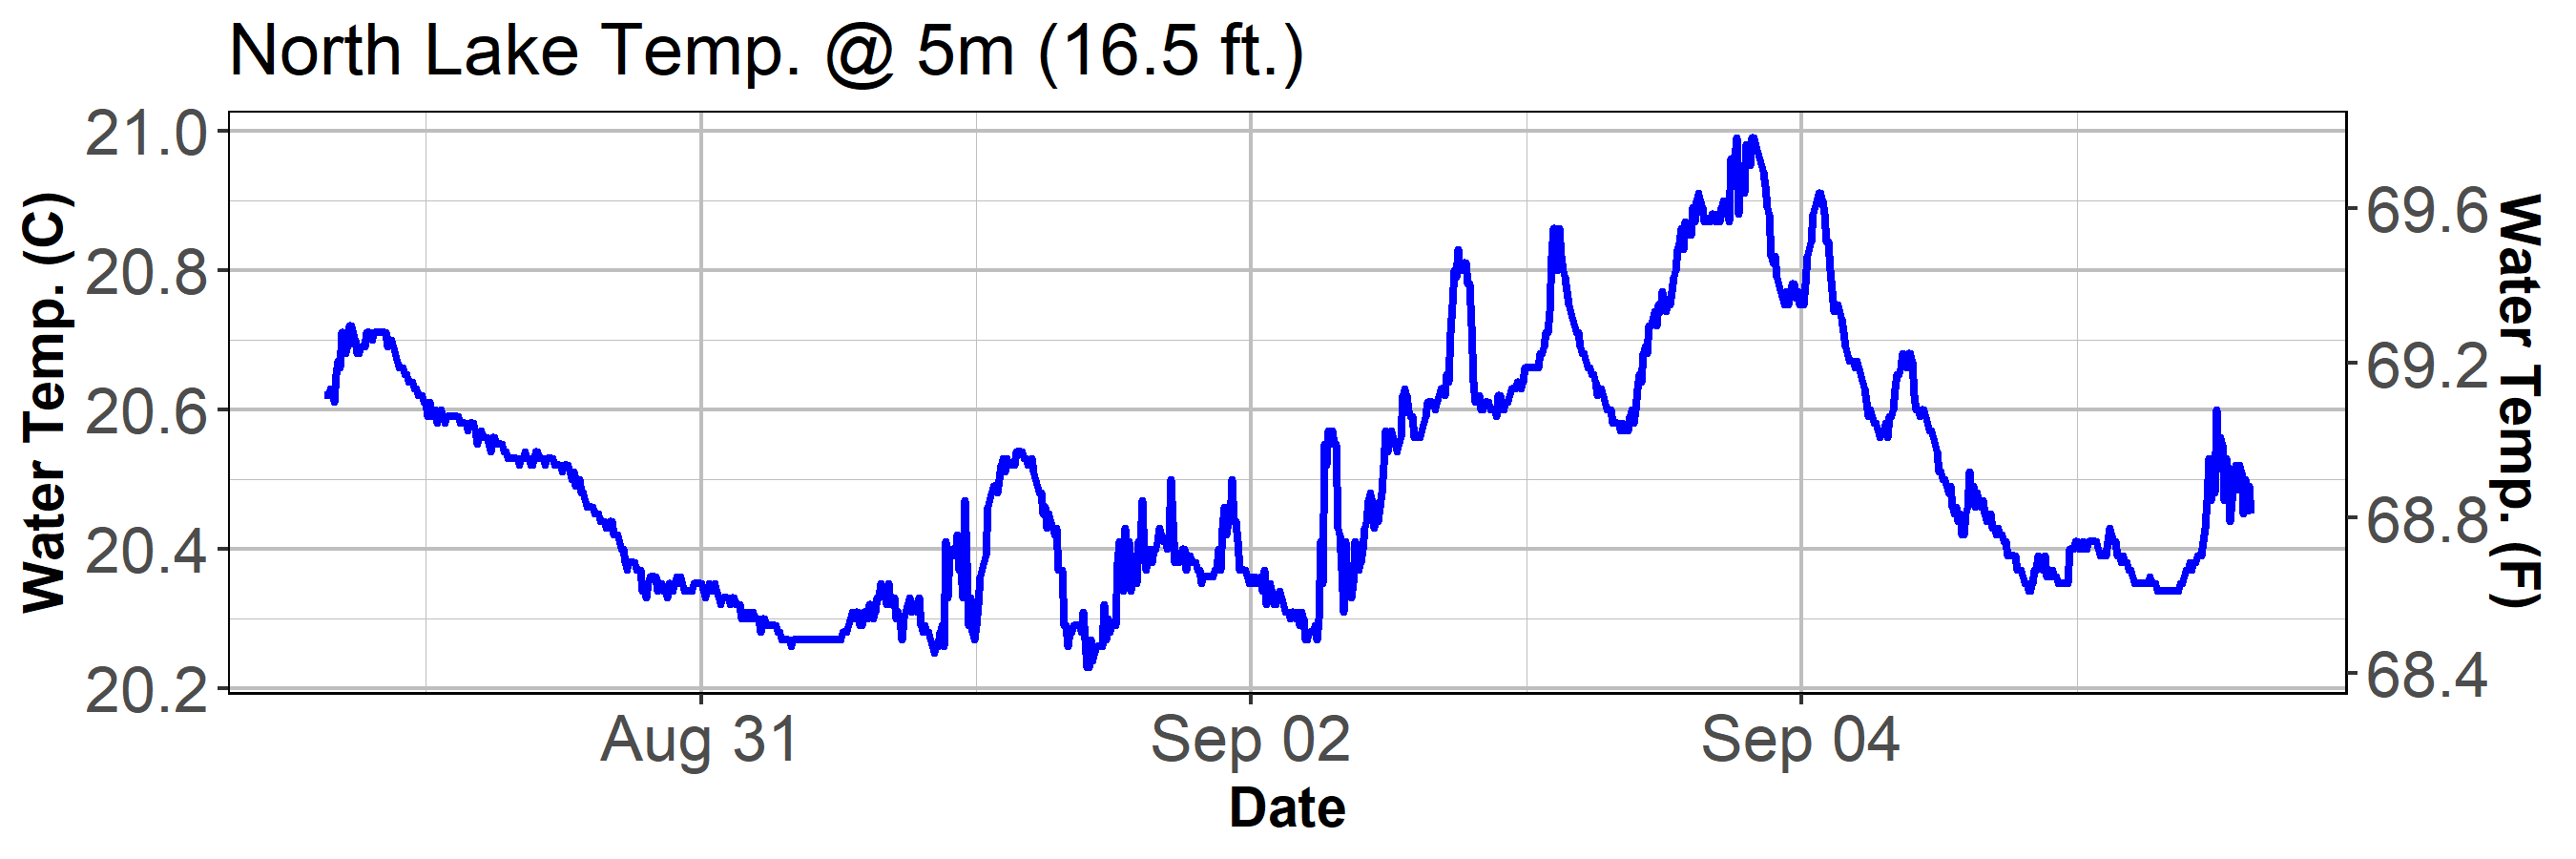 North Lake Temp. @ 5m (16.5 ft.)
Water Temp. (C)
21.0
20.8
20.6
20.4
20.2
69.6
69.2
68.8
68.4
Water Temp. (F)
Aug 31
Sep 02
Sep 04
Date